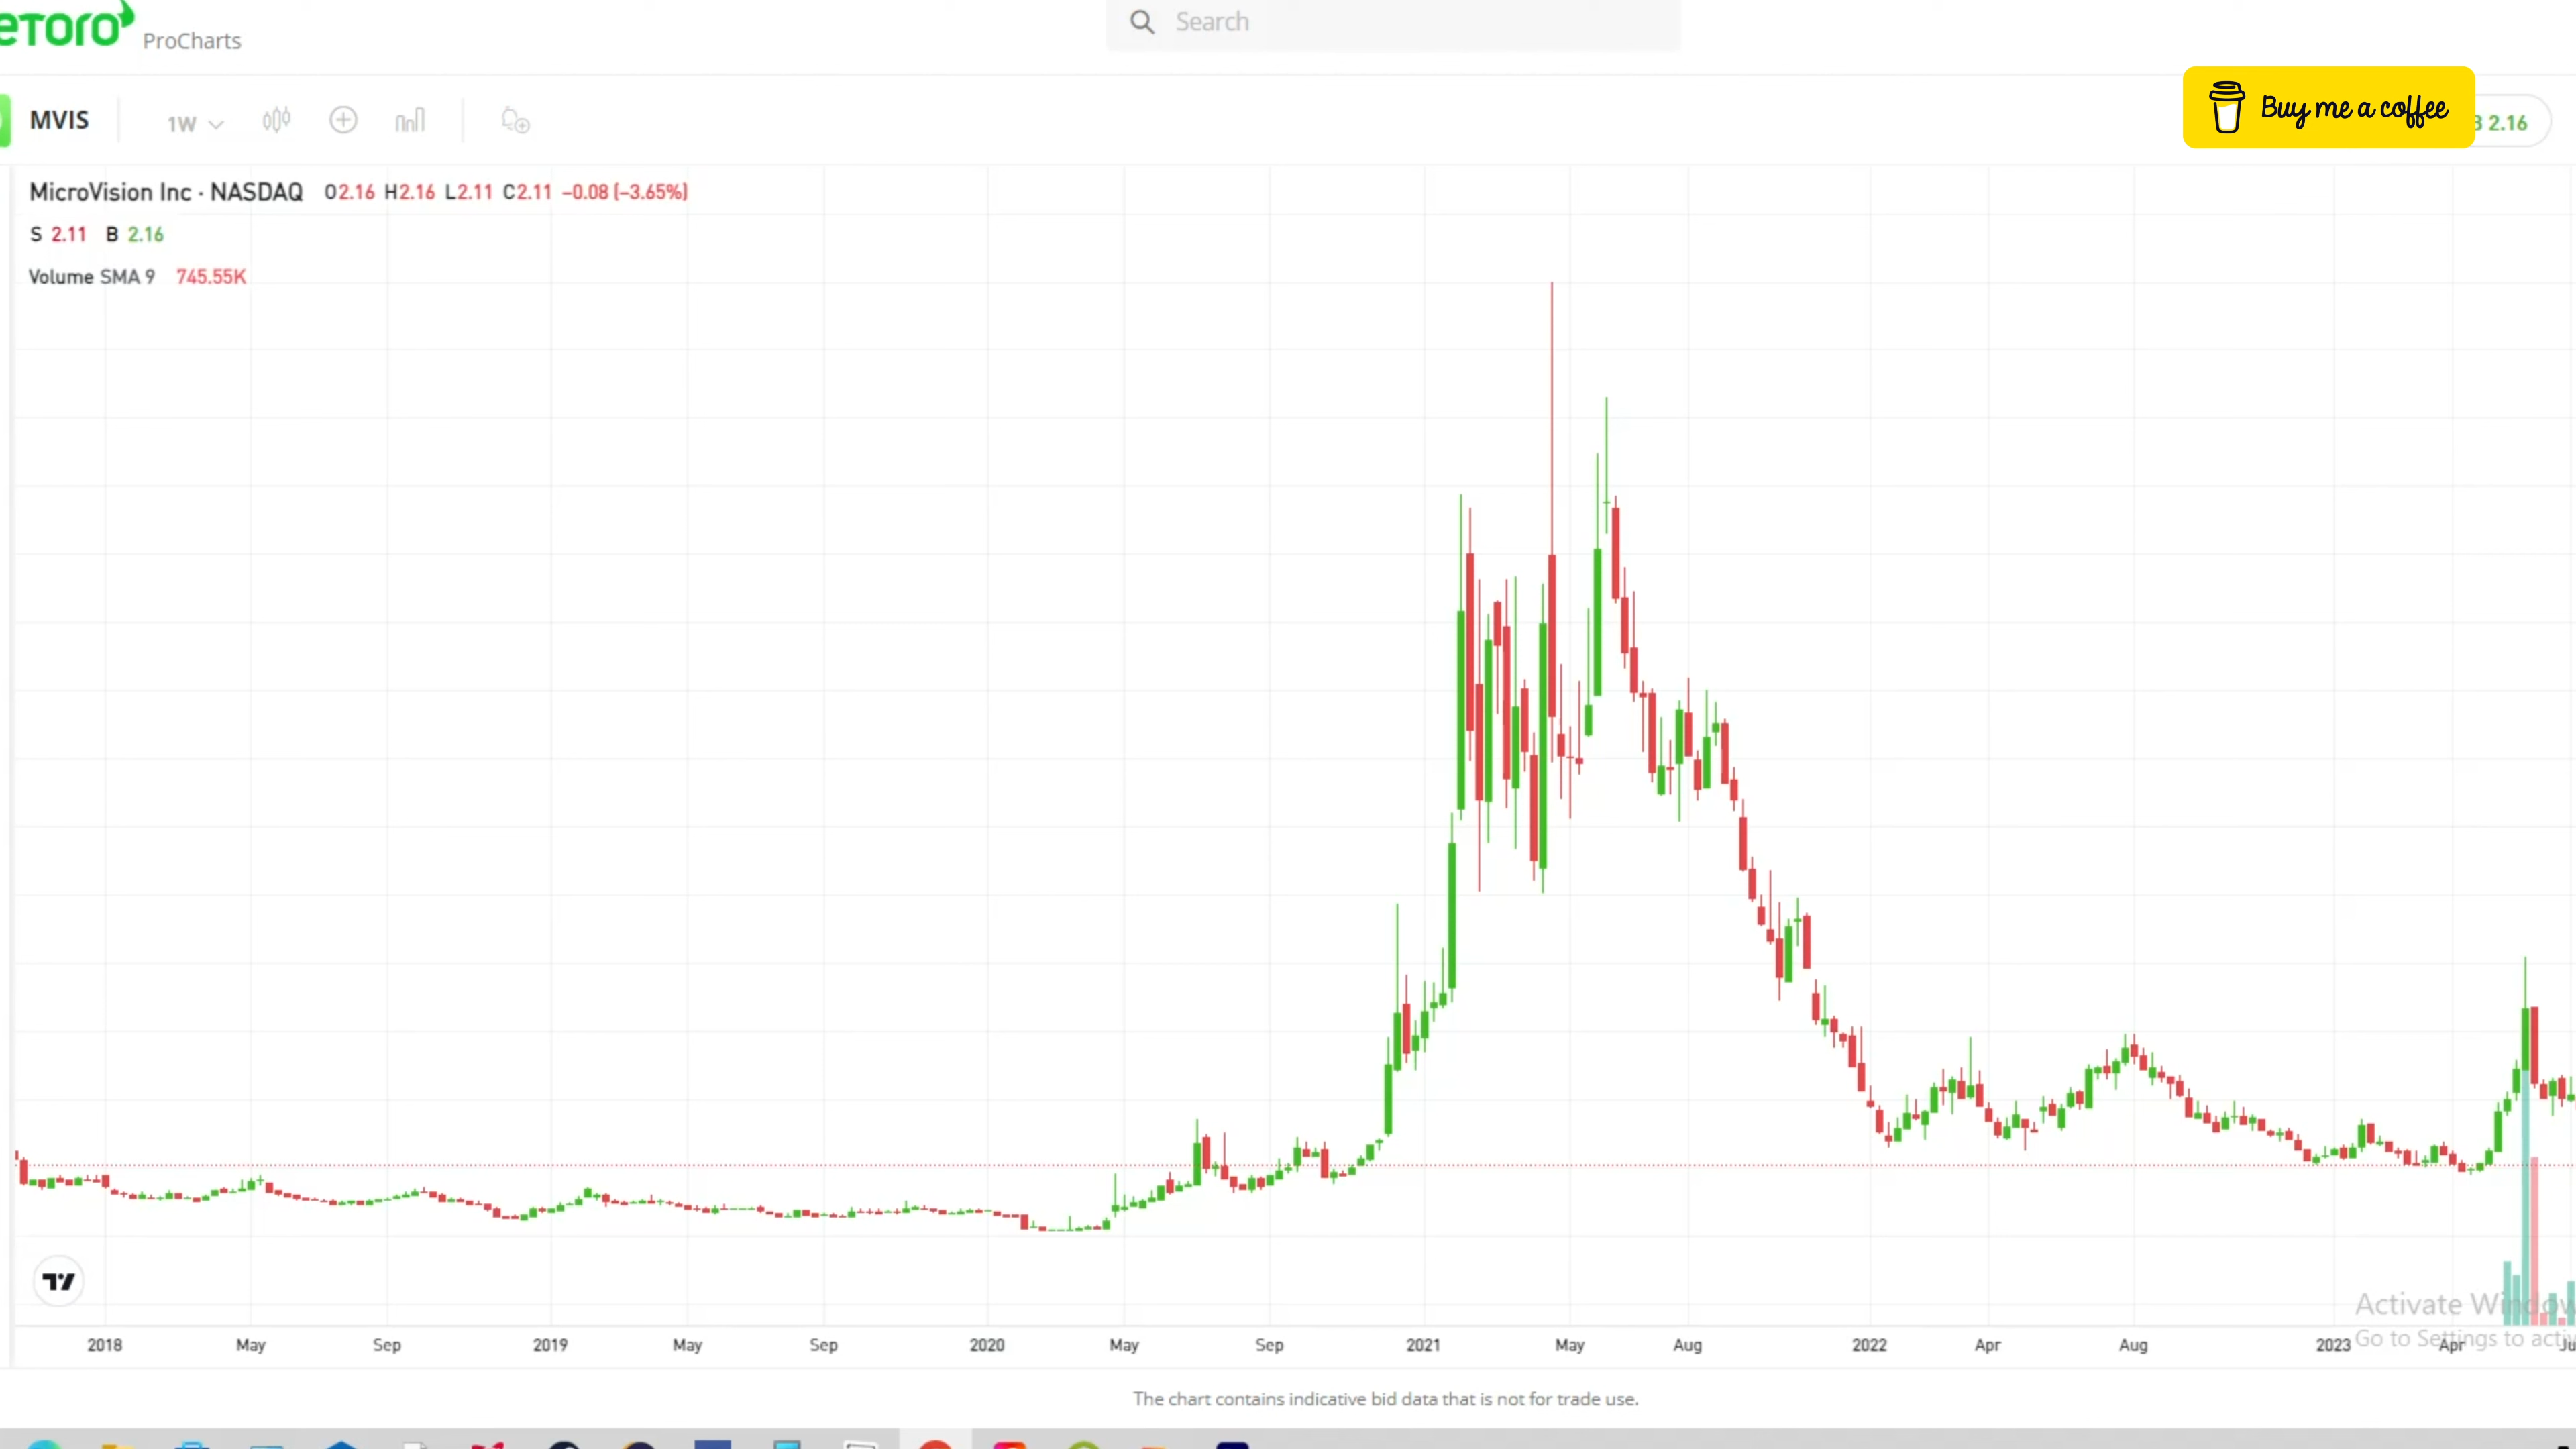 eToro ProCharts
Search
MVIS
1W
Buy me a coffee
2.16
MicroVision Inc · NASDAQ O2.16 H2.16 L2.11 C2.11 −0.08 (−3.65%)
S 2.11 B 2.16
Volume SMA 9 745.55K
2018 May Sep 2019 May Sep 2020 May Sep 2021 May Aug 2022 Apr Aug 2023 Apr
Activate Window
Go to Settings to acti
The chart contains indicative bid data that is not for trade use.